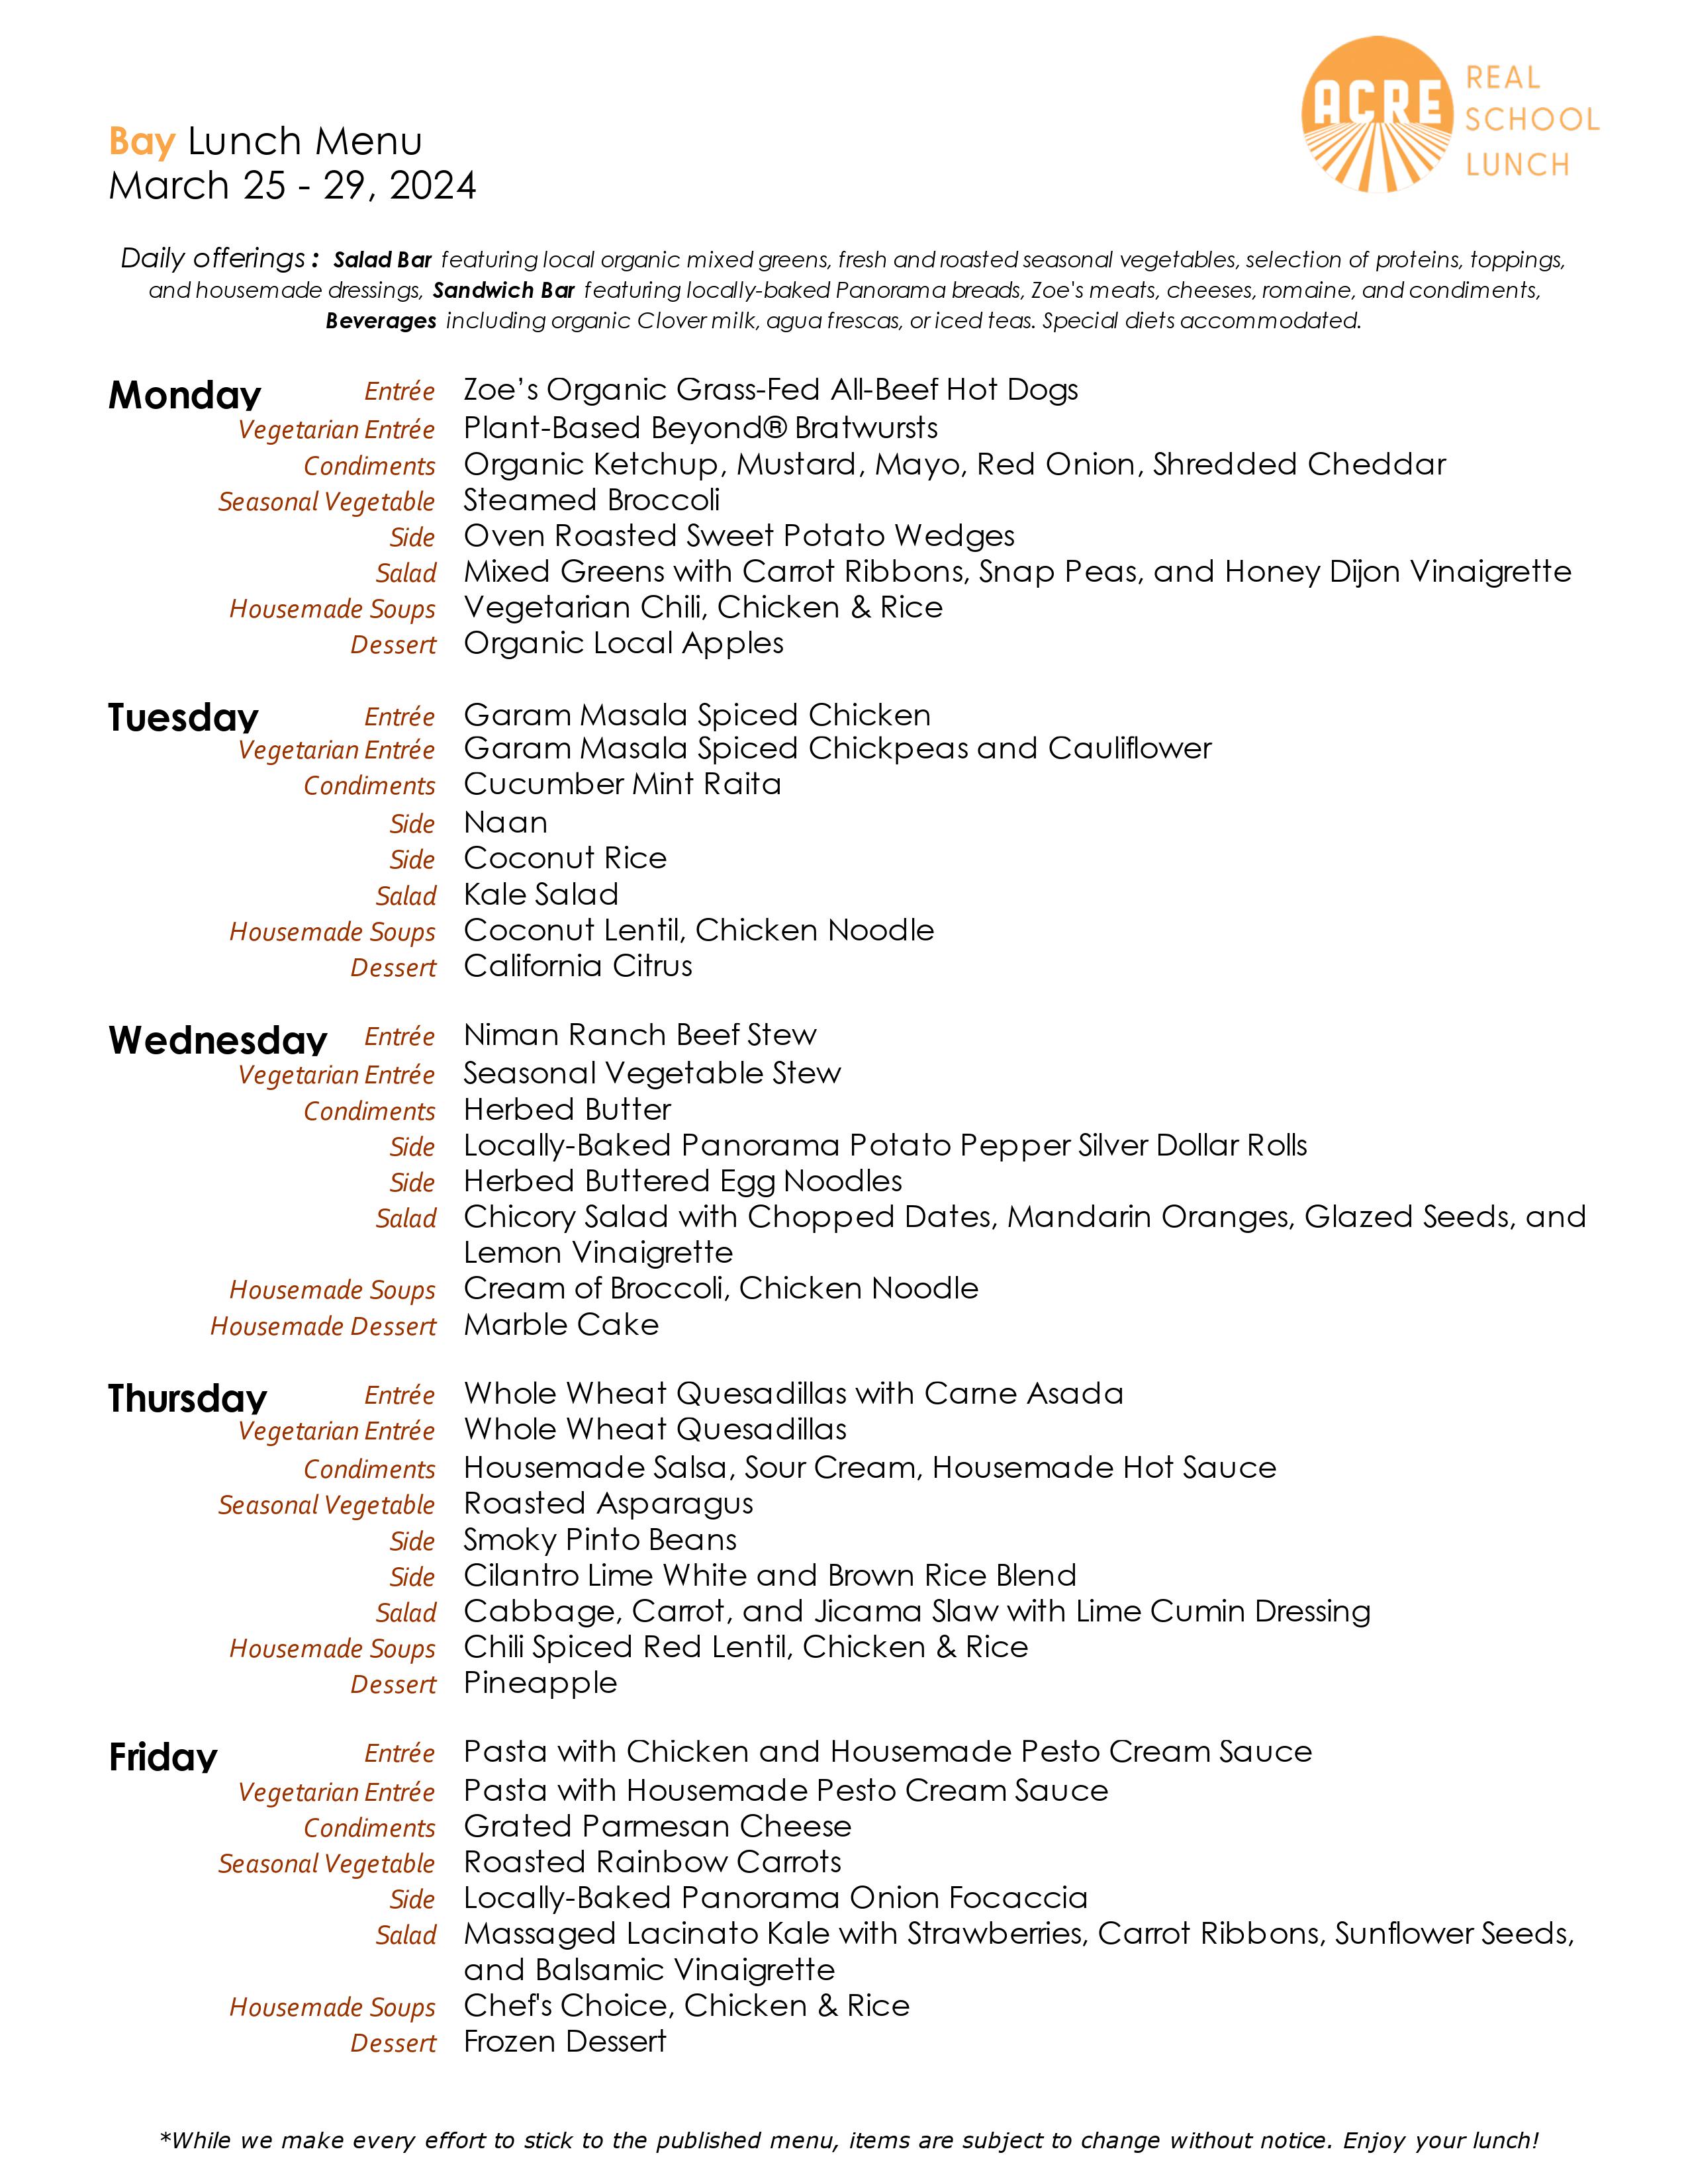 ACRE
REAL
SCHOOL
LUNCH
Bay Lunch Menu
March 25 - 29, 2024
Daily offerings : Salad Bar featuring local organic mixed greens, fresh and roasted seasonal vegetables, selection of proteins, toppings,
and housemade dressings, Sandwich Bar featuring locally-baked Panorama breads, Zoe's meats, cheeses, romaine, and condiments,
Beverages including organic Clover milk, agua frescas, or iced teas. Special diets accommodated.
Monday Entrée Zoe’s Organic Grass-Fed All-Beef Hot Dogs
Vegetarian Entrée Plant-Based Beyond® Bratwursts
Condiments Organic Ketchup, Mustard, Mayo, Red Onion, Shredded Cheddar
Seasonal Vegetable Steamed Broccoli
Side Oven Roasted Sweet Potato Wedges
Salad Mixed Greens with Carrot Ribbons, Snap Peas, and Honey Dijon Vinaigrette
Housemade Soups Vegetarian Chili, Chicken & Rice
Dessert Organic Local Apples
Tuesday Entrée Garam Masala Spiced Chicken
Vegetarian Entrée Garam Masala Spiced Chickpeas and Cauliflower
Condiments Cucumber Mint Raita
Side Naan
Side Coconut Rice
Salad Kale Salad
Housemade Soups Coconut Lentil, Chicken Noodle
Dessert California Citrus
Wednesday Entrée Niman Ranch Beef Stew
Vegetarian Entrée Seasonal Vegetable Stew
Condiments Herbed Butter
Side Locally-Baked Panorama Potato Pepper Silver Dollar Rolls
Side Herbed Buttered Egg Noodles
Salad Chicory Salad with Chopped Dates, Mandarin Oranges, Glazed Seeds, and
Lemon Vinaigrette
Housemade Soups Cream of Broccoli, Chicken Noodle
Housemade Dessert Marble Cake
Thursday Entrée Whole Wheat Quesadillas with Carne Asada
Vegetarian Entrée Whole Wheat Quesadillas
Condiments Housemade Salsa, Sour Cream, Housemade Hot Sauce
Seasonal Vegetable Roasted Asparagus
Side Smoky Pinto Beans
Side Cilantro Lime White and Brown Rice Blend
Salad Cabbage, Carrot, and Jicama Slaw with Lime Cumin Dressing
Housemade Soups Chili Spiced Red Lentil, Chicken & Rice
Dessert Pineapple
Friday Entrée Pasta with Chicken and Housemade Pesto Cream Sauce
Vegetarian Entrée Pasta with Housemade Pesto Cream Sauce
Condiments Grated Parmesan Cheese
Seasonal Vegetable Roasted Rainbow Carrots
Side Locally-Baked Panorama Onion Focaccia
Salad Massaged Lacinato Kale with Strawberries, Carrot Ribbons, Sunflower Seeds,
and Balsamic Vinaigrette
Housemade Soups Chef's Choice, Chicken & Rice
Dessert Frozen Dessert
*While we make every effort to stick to the published menu, items are subject to change without notice. Enjoy your lunch!